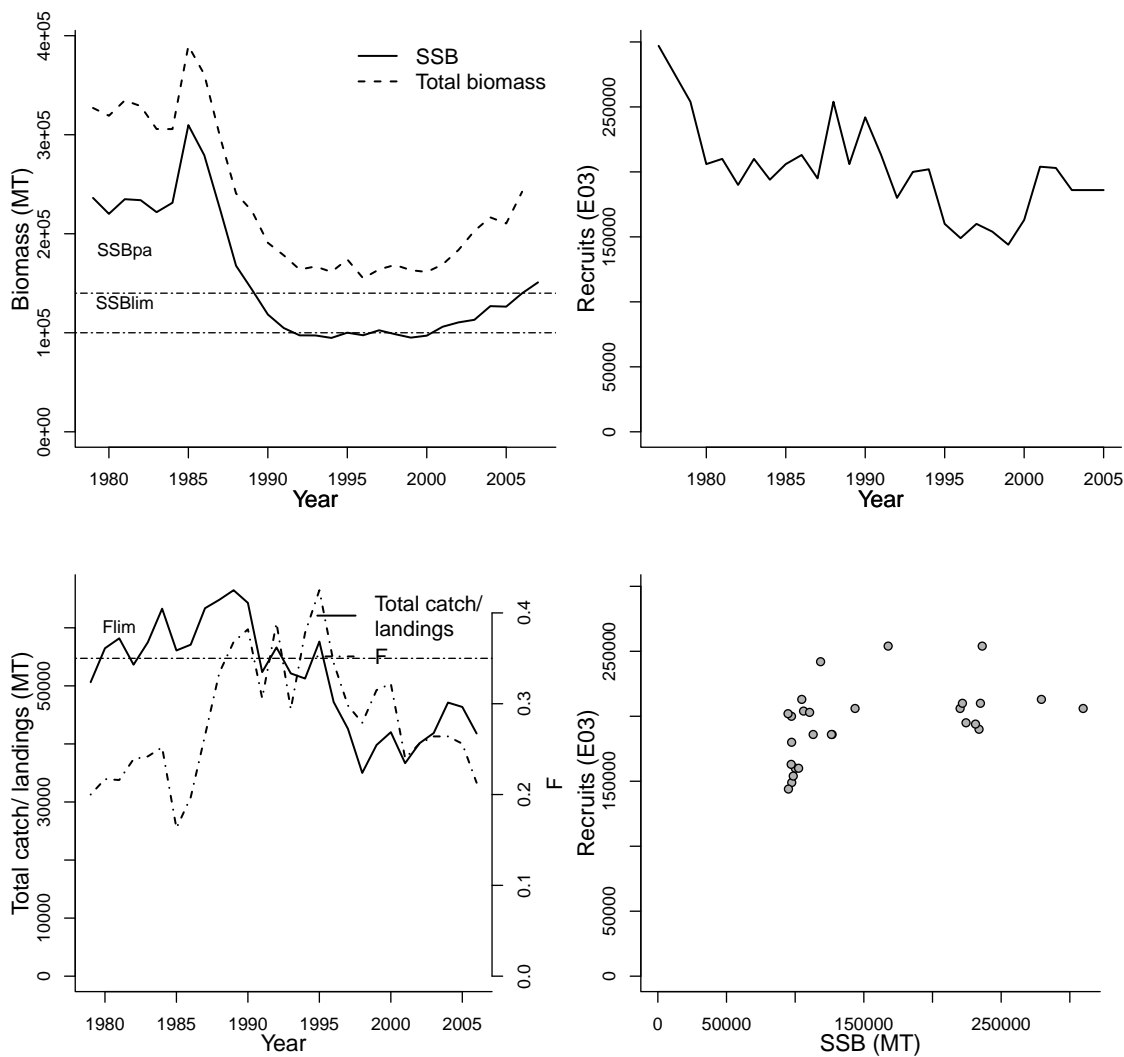 SSB
Total biomass
SSBpa
SSBlim
Biomass (MT)
0e+00 1e+05 2e+05 3e+05 4e+05
1980 1985 1990 1995 2000 2005
Year
Recruits (E03)
0 50000 150000 250000
1980 1985 1990 1995 2000 2005
Year
Total catch/
landings
F
Flim
Total catch/ landings (MT)
0 10000 30000 50000
0.0 0.1 0.2 0.3 0.4
F
1980 1985 1990 1995 2000 2005
Year
Recruits (E03)
0 50000 150000 250000
0 50000 150000 250000
SSB (MT)